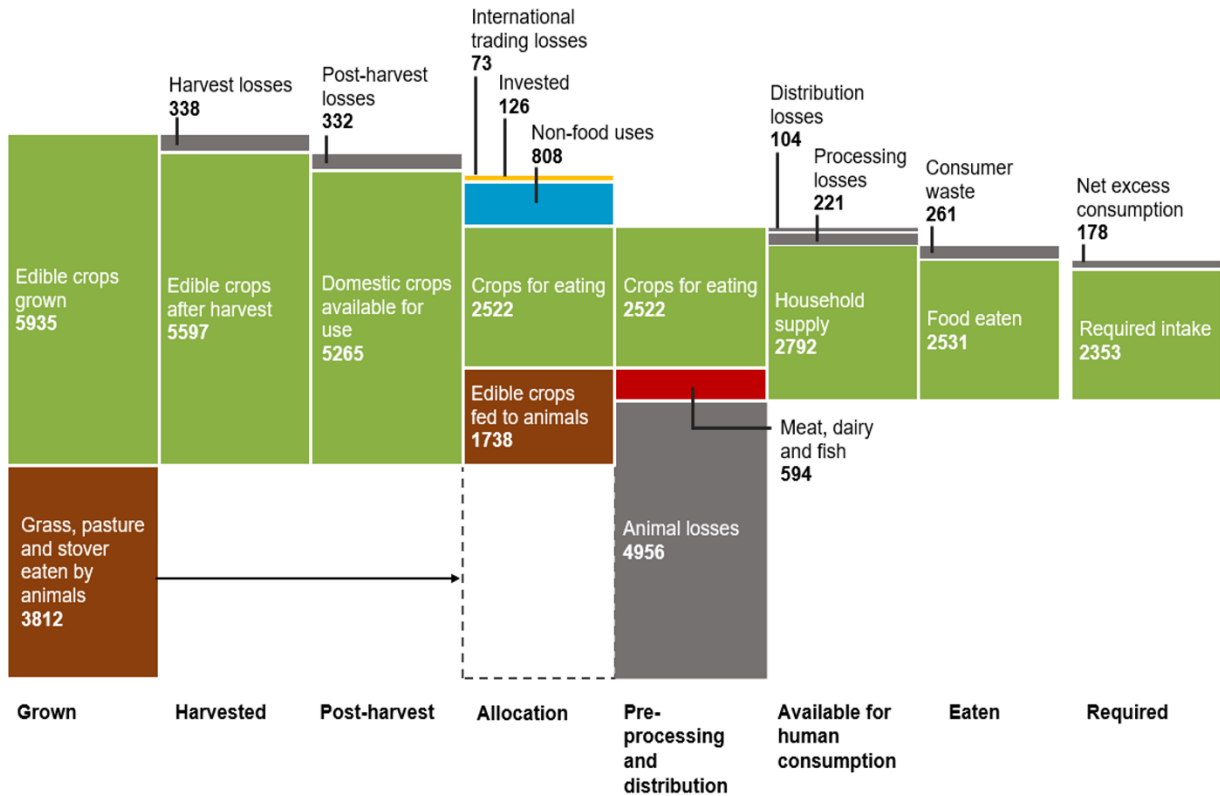 International
trading losses
73
Invested
126
Non-food uses
808
Harvest losses
338
Post-harvest
losses
332
Distribution
losses
104
Processing
losses
221
Consumer
waste
261
Net excess
consumption
178
Edible crops
grown
5935
Edible crops
after harvest
5597
Domestic crops
available for
use
5265
Crops for eating
2522
Crops for eating
2522
Household
supply
2792
Food eaten
2531
Required intake
2353
Edible crops
fed to animals
1738
Meat, dairy
and fish
594
Grass, pasture
and stover
eaten by
animals
3812
Animal losses
4956
Grown
Harvested
Post-harvest
Allocation
Pre-
processing
and
distribution
Available for
human
consumption
Eaten
Required